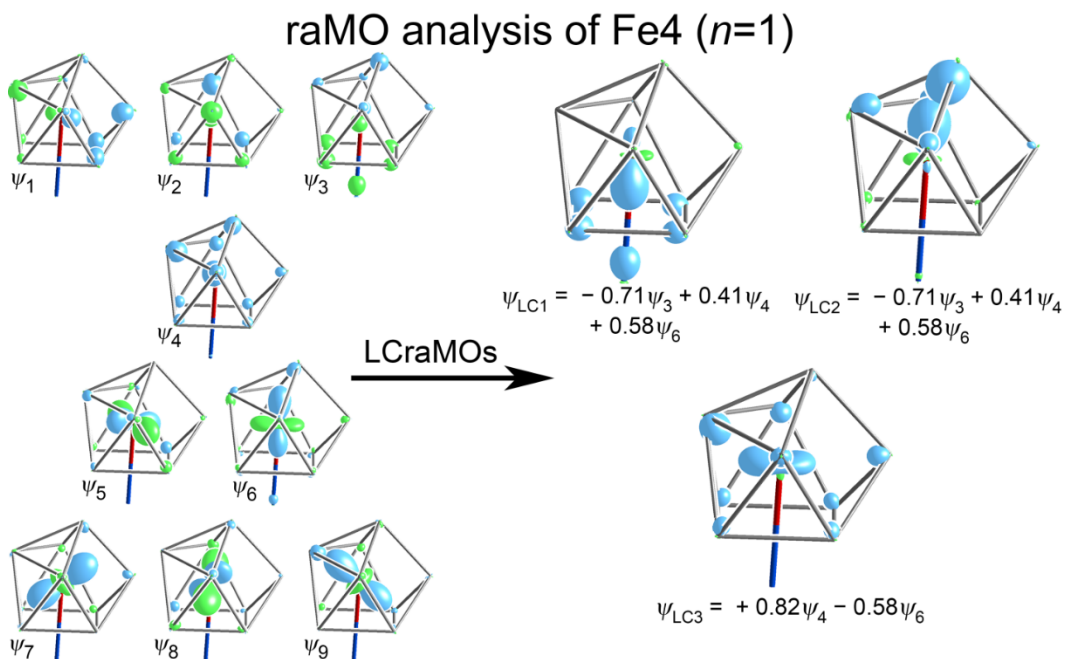 raMO analysis of Fe4 (n=1)
ψ1
ψ2
ψ3
ψ4
ψ5
ψ6
ψ7
ψ8
ψ9
LCraMOs
ψLC1 = − 0.71ψ3 + 0.41ψ4
+ 0.58ψ6
ψLC2 = − 0.71ψ3 + 0.41ψ4
+ 0.58ψ6
ψLC3 = + 0.82ψ4 − 0.58ψ6